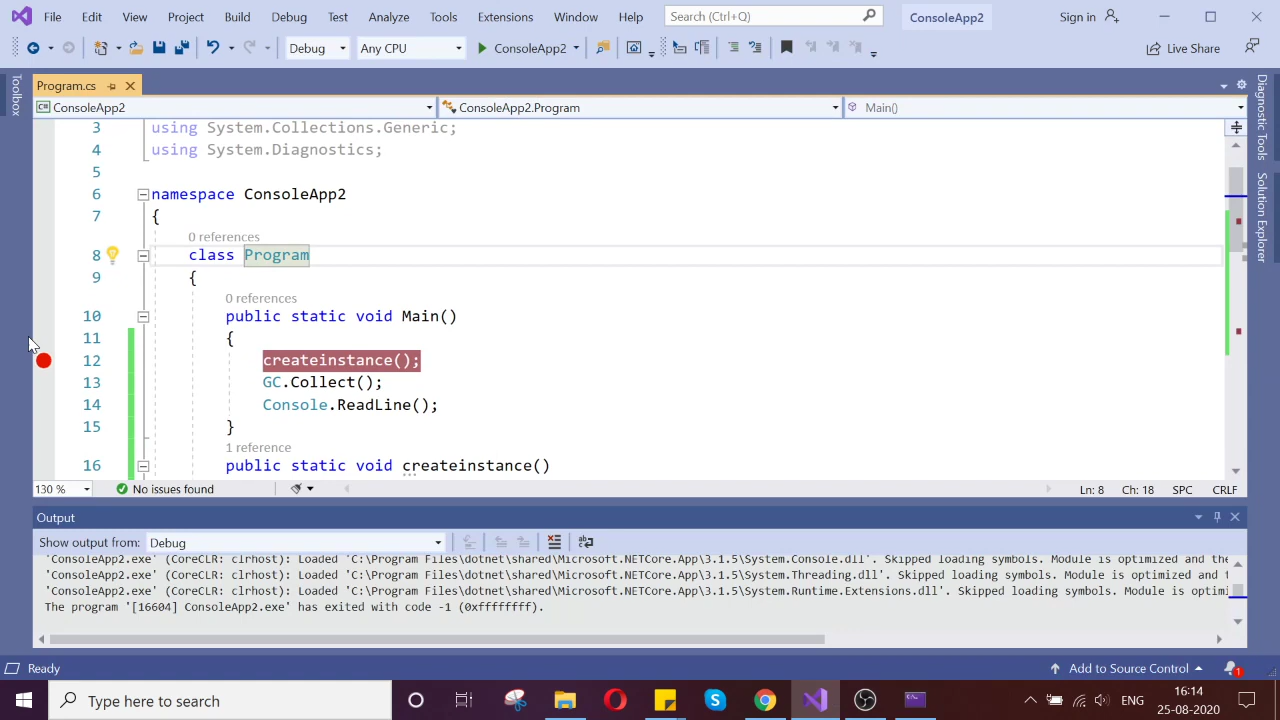 File Edit View Project Build Debug Test Analyze Tools Extensions Window Help Search (Ctrl+Q) ConsoleApp2 Sign in
Debug Any CPU ConsoleApp2 Live Share
Program.cs
Toolbox
Diagnostic Tools
Solution Explorer
C# ConsoleApp2 ConsoleApp2.Program Main()
3 using System.Collections.Generic;
4 using System.Diagnostics;
5
6 namespace ConsoleApp2
7 {
0 references
8 class Program
9 {
0 references
10 public static void Main()
11 {
12 createinstance();
13 GC.Collect();
14 Console.ReadLine();
15 }
1 reference
16 public static void createinstance()
130 % No issues found Ln: 8 Ch: 18 SPC CRLF
Output
Show output from: Debug
'ConsoleApp2.exe' (CoreCLR: clrhost): Loaded 'C:\Program Files\dotnet\shared\Microsoft.NETCore.App\3.1.5\System.Console.dll'. Skipped loading symbols. Module is optimized and the
'ConsoleApp2.exe' (CoreCLR: clrhost): Loaded 'C:\Program Files\dotnet\shared\Microsoft.NETCore.App\3.1.5\System.Threading.dll'. Skipped loading symbols. Module is optimized and
'ConsoleApp2.exe' (CoreCLR: clrhost): Loaded 'C:\Program Files\dotnet\shared\Microsoft.NETCore.App\3.1.5\System.Runtime.Extensions.dll'. Skipped loading symbols. Module is optimi
The program '[16604] ConsoleApp2.exe' has exited with code -1 (0xffffffff).
Ready Add to Source Control 1
Type here to search ENG 16:14
25-08-2020